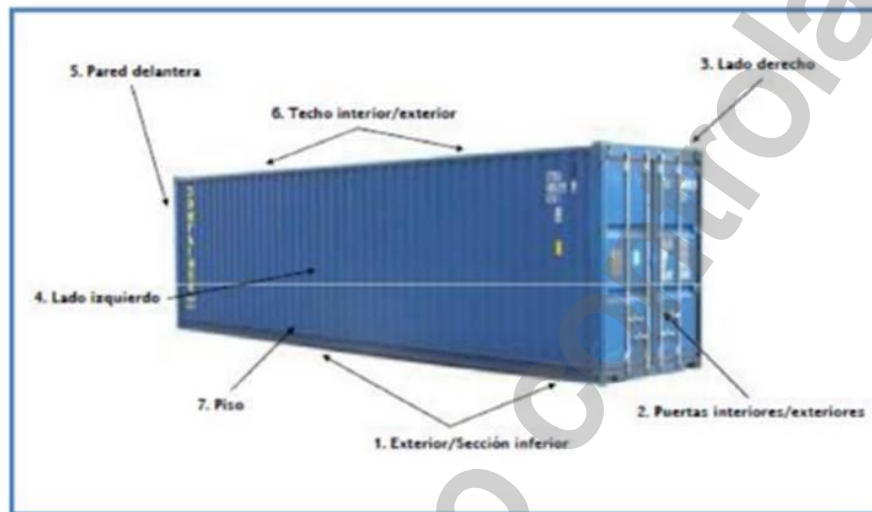 3. Lado derecho
5. Pared delantera
6. Techo interior/exterior
4. Lado izquierdo
7. Piso
2. Puertas interiores/exteriores
1. Exterior/Sección inferior
o controla